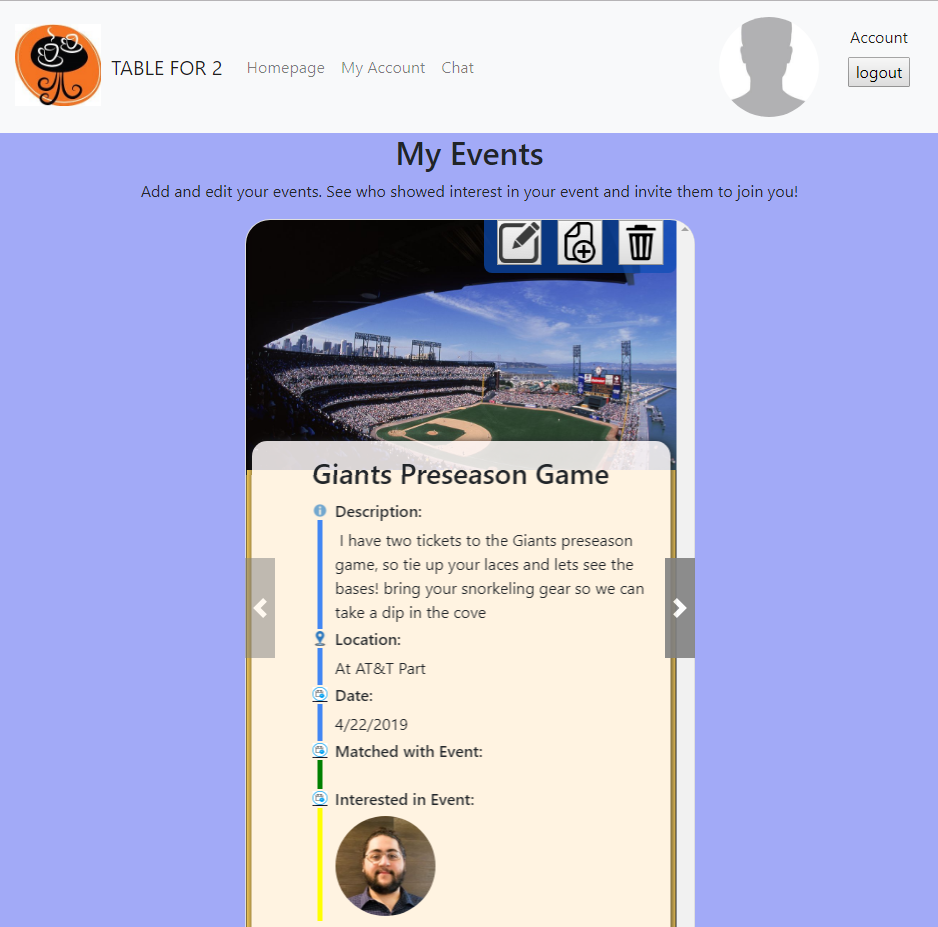 TABLE FOR 2
Homepage
My Account
Chat
Account
logout
My Events
Add and edit your events. See who showed interest in your event and invite them to join you!
Giants Preseason Game
Description:
I have two tickets to the Giants preseason
game, so tie up your laces and lets see the
bases! bring your snorkeling gear so we can
take a dip in the cove
Location:
At AT&T Part
Date:
4/22/2019
Matched with Event:
Interested in Event: